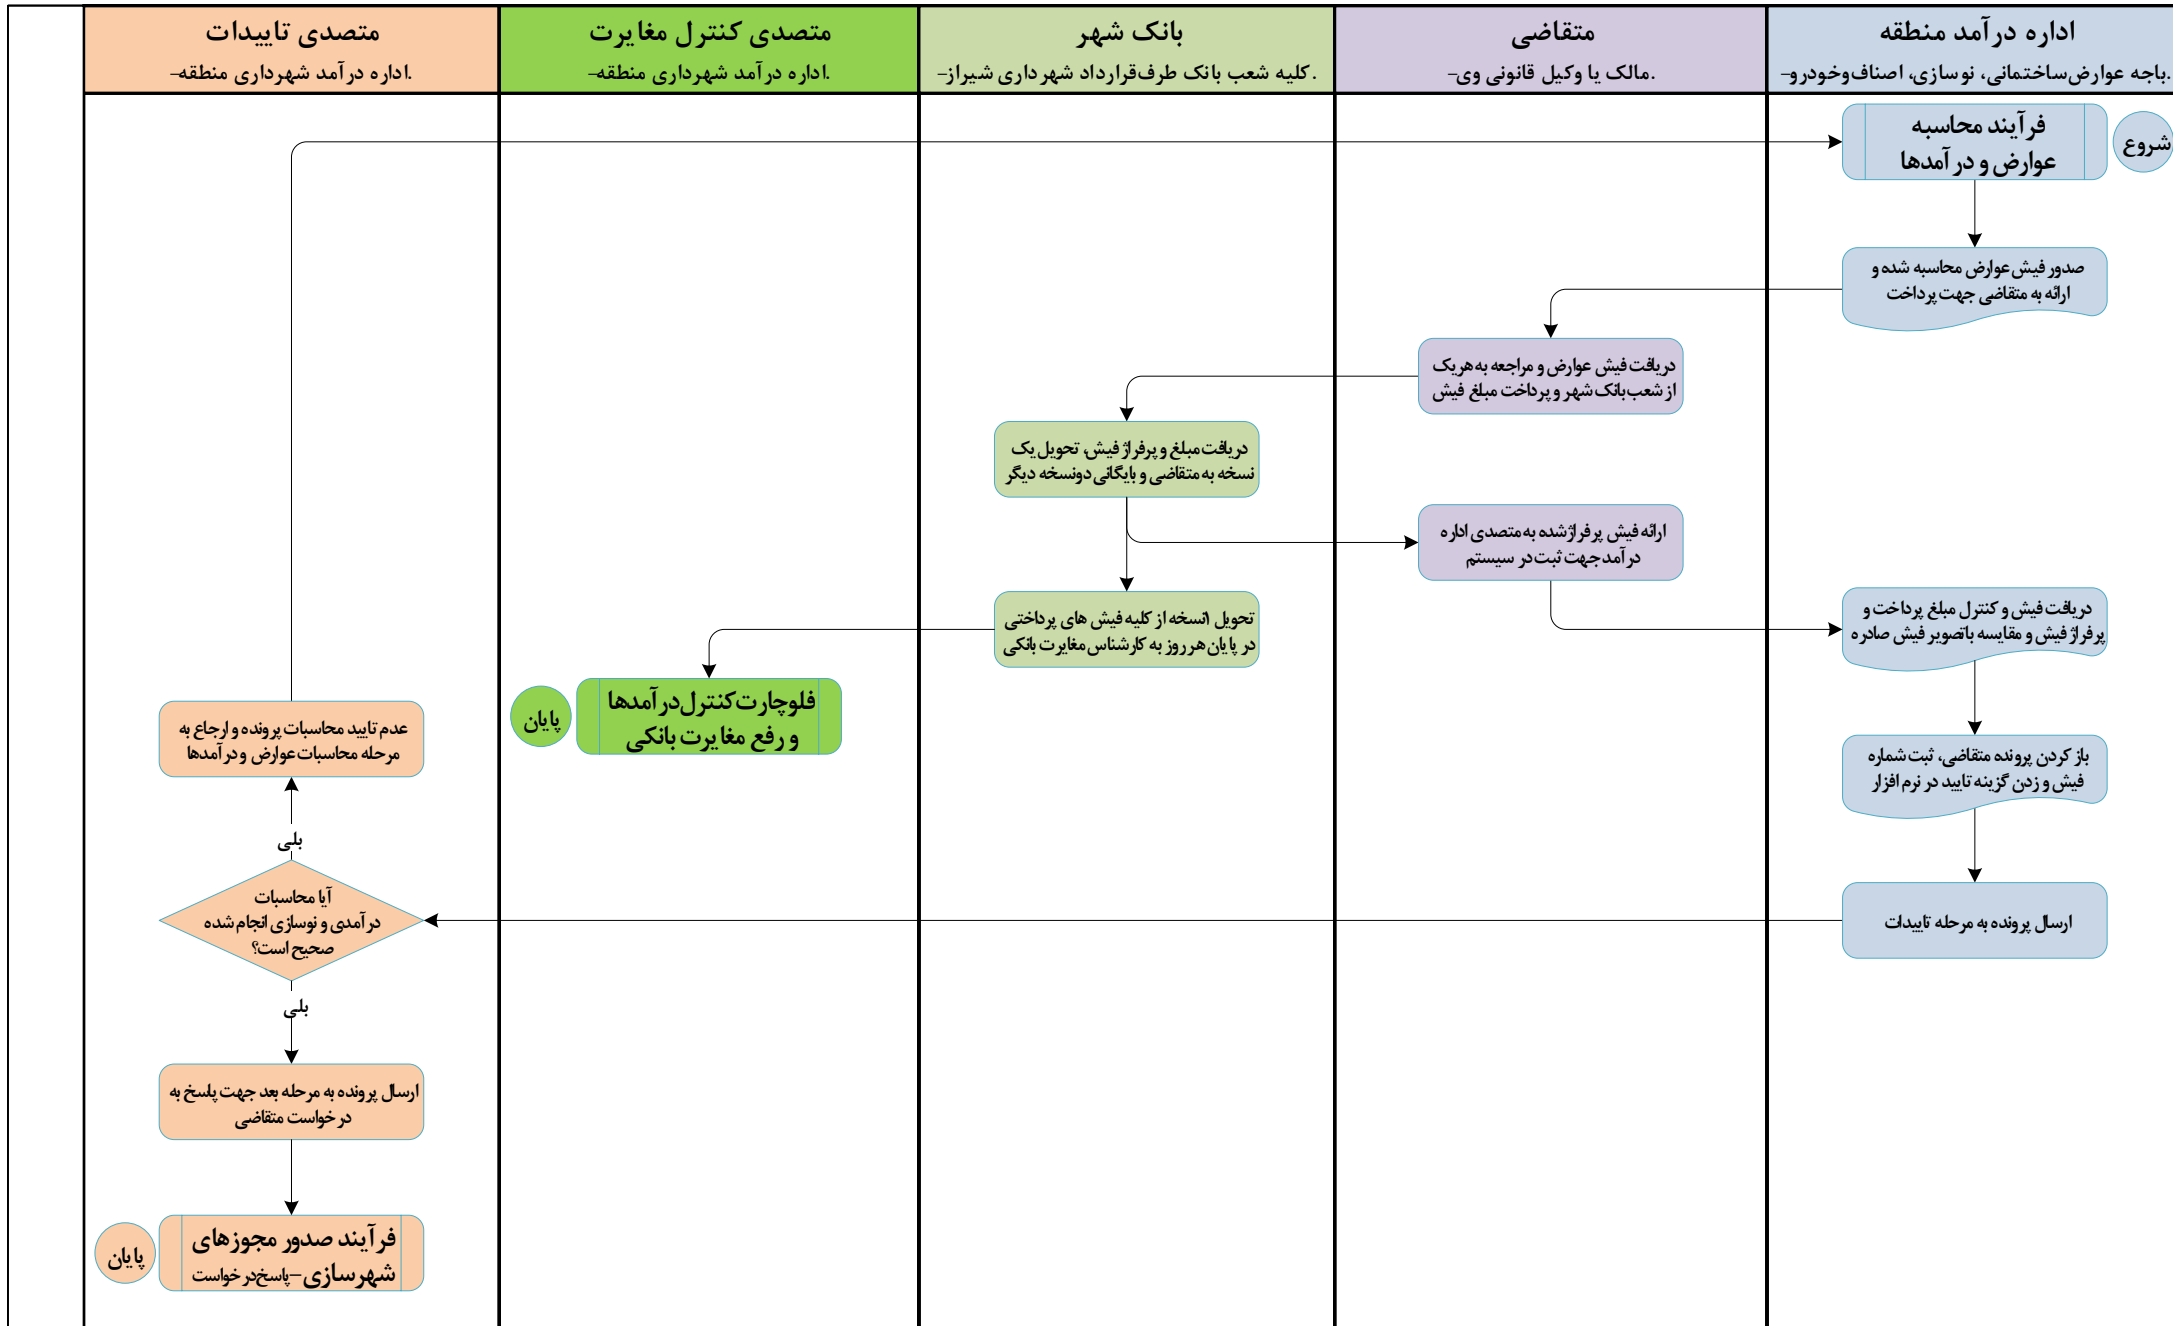 اداره درآمد منطقه
باجه عوارض ساختمانی، نوسازی، اصناف وخودرو–.
متقاضی
مالک یا وکیل قانونی وی–.
بانک شهر
کلیه شعب بانک طرف قرارداد شهرداری شیراز–.
متصدی کنترل مغایرت
اداره درآمد شهرداری منطقه–.
متصدی تاییدات
اداره درآمد شهرداری منطقه–.
شروع
فرآیند محاسبه
عوارض و درآمدها
صدور فیش عوارض محاسبه شده و
ارائه به متقاضی جهت پرداخت
دریافت فیش عوارض و مراجعه به هریک
از شعب بانک شهر و پرداخت مبلغ فیش
دریافت مبلغ و پرفراژ فیش، تحویل یک
نسخه به متقاضی و بایگانی دونسخه دیگر
ارائه فیش پرفراژشده به متصدی اداره
درآمد جهت ثبت در سیستم
تحویل 1نسخه از کلیه فیش های پرداختی
در پایان هر روز به کارشناس مغایرت بانکی
دریافت فیش و کنترل مبلغ پرداخت و
پرفراژ فیش و مقایسه باتصویر فیش صادره
فلوچارت کنترل درآمدها
و رفع مغایرت بانکی
پایان
باز کردن پرونده متقاضی، ثبت شماره
فیش و زدن گزینه تایید در نرم افزار
ارسال پرونده به مرحله تاییدات
عدم تایید محاسبات پرونده و ارجاع به
مرحله محاسبات عوارض و درآمدها
بلی
آیا محاسبات
درآمدی و نوسازی انجام شده
صحیح است؟
بلی
ارسال پرونده به مرحله بعد جهت پاسخ به
درخواست متقاضی
فرآیند صدور مجوزهای
شهرسازی–پاسخ درخواست
پایان